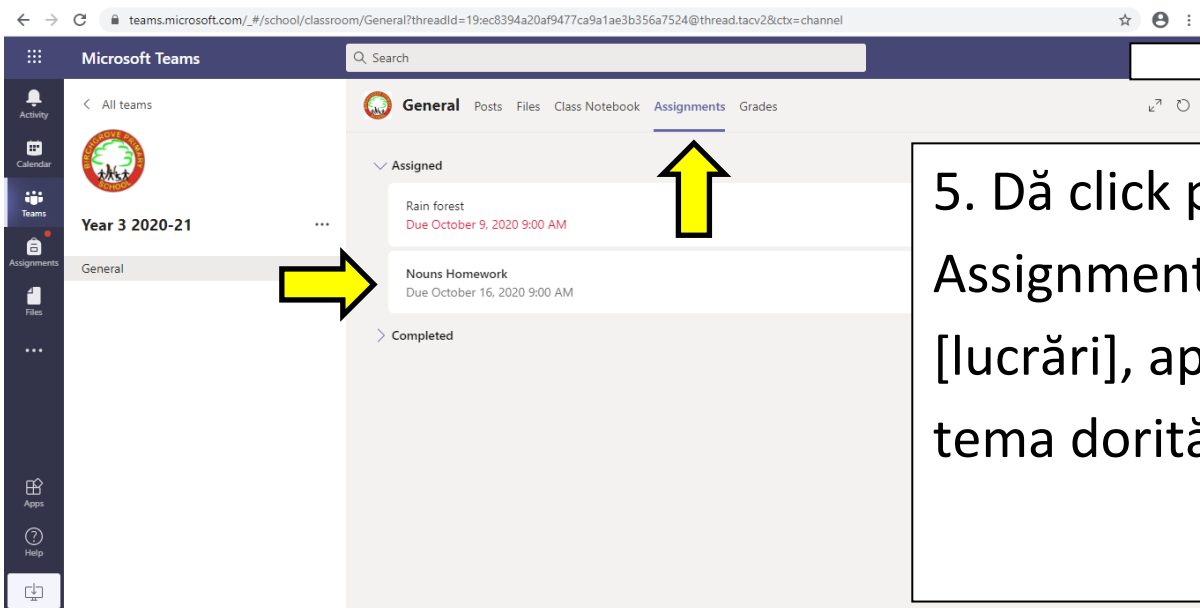 teams.microsoft.com/_#/school/classroom/General?threadId=19:ec8394a20af9477ca9a1ae3b356a7524@thread.tacv2&ctx=channel
Microsoft Teams
Search
Activity
Calendar
Teams
Assignments
Files
Apps
Help
All teams
BIRCHGROVE PRIMARY SCHOOL
Year 3 2020-21
General
General Posts Files Class Notebook Assignments Grades
Assigned
Rain forest
Due October 9, 2020 9:00 AM
Nouns Homework
Due October 16, 2020 9:00 AM
Completed
5. Dă click
Assignment
[lucrări],
tema dorită